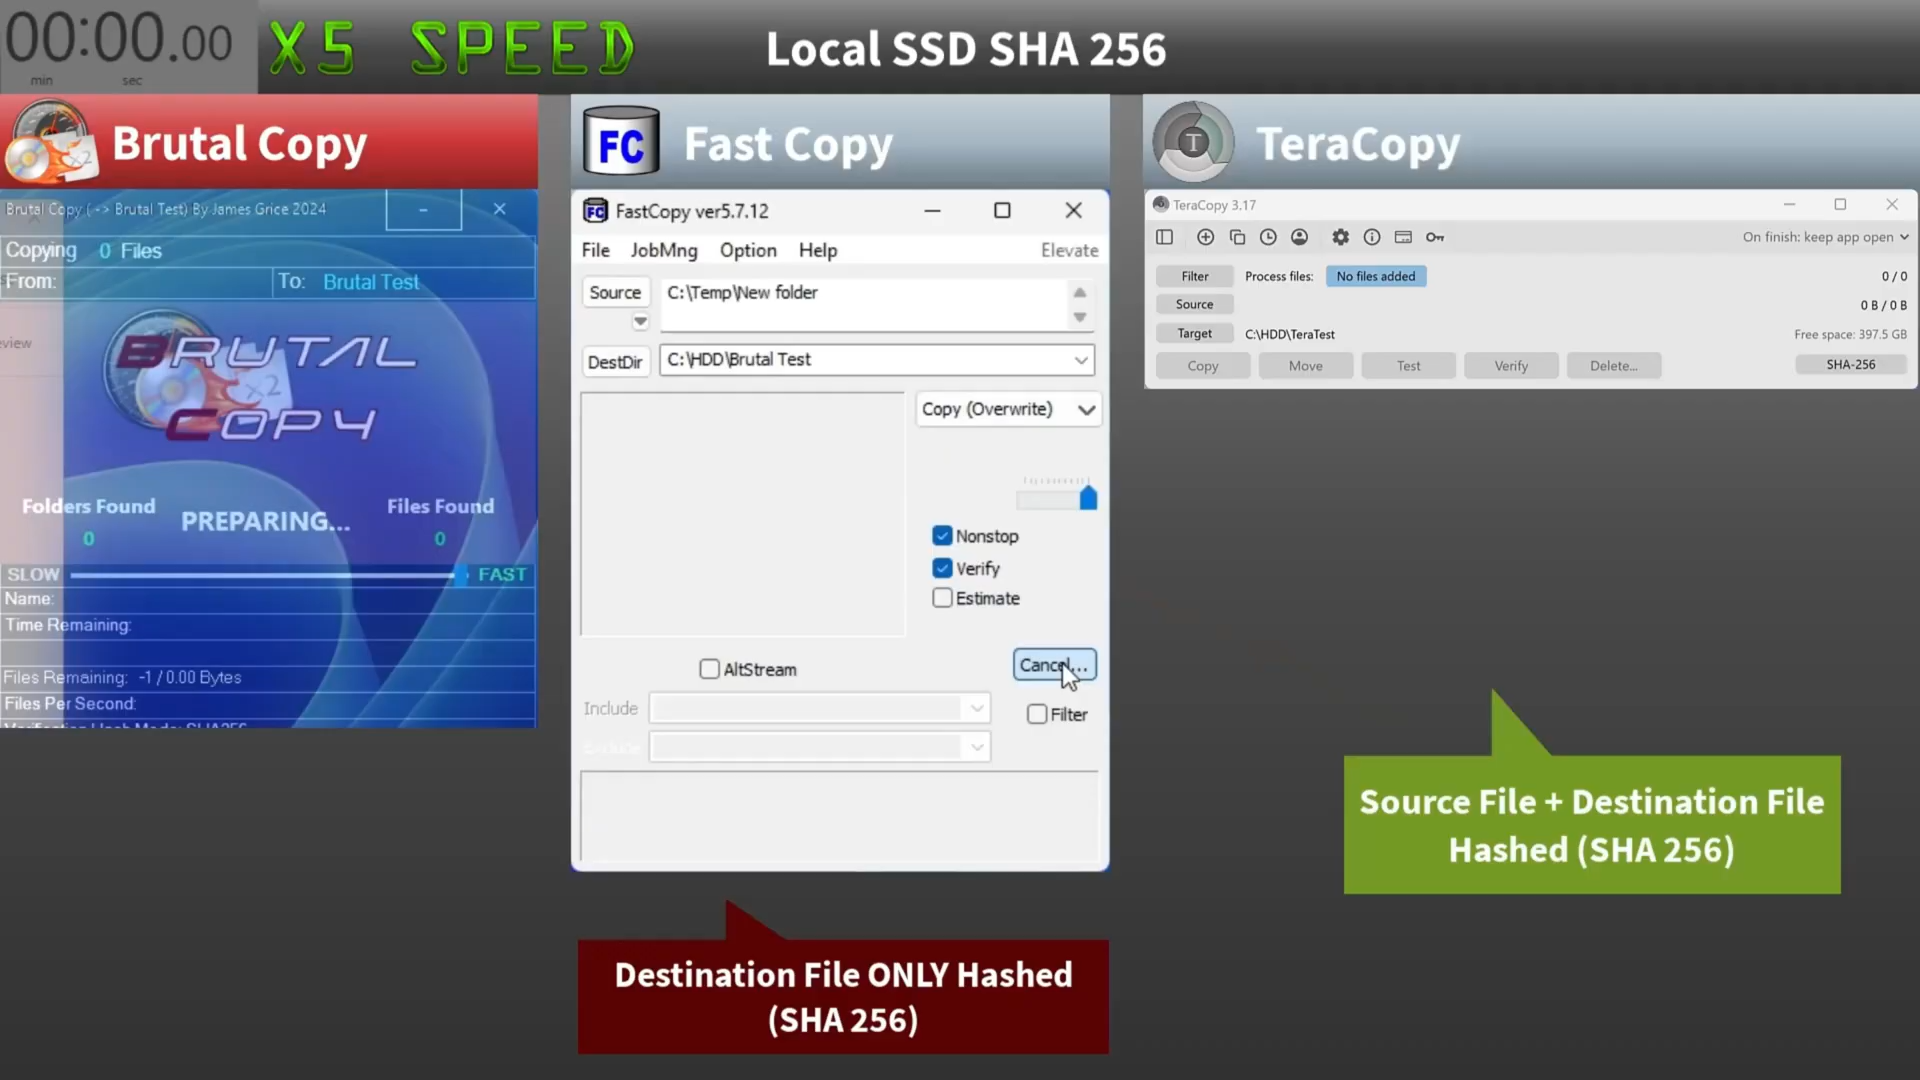 00:00.00
min sec
X5 SPEED
Local SSD SHA 256
Brutal Copy
Brutal Copy ( -> Brutal Test) By James Grice 2024
Copying 0 Files
From:
To: Brutal Test
BRUTAL
COPY
x2
Folders Found
0
PREPARING...
Files Found
0
SLOW
FAST
Name:
Time Remaining:
Files Remaining: -1 / 0.00 Bytes
Files Per Second:
Verification Hash Mode: SHA256
FC
Fast Copy
FastCopy ver5.7.12
File JobMng Option Help Elevate
Source C:\Temp\New folder
DestDir C:\HDD\Brutal Test
Copy (Overwrite)
Nonstop
Verify
Estimate
AltStream
Cancel...
Include
Filter
Destination File ONLY Hashed
(SHA 256)
T
TeraCopy
TeraCopy 3.17
On finish: keep app open
Filter Process files: No files added 0 / 0
Source 0 B / 0 B
Target C:\HDD\TeraTest Free space: 397.5 GB
Copy Move Test Verify Delete... SHA-256
Source File + Destination File
Hashed (SHA 256)